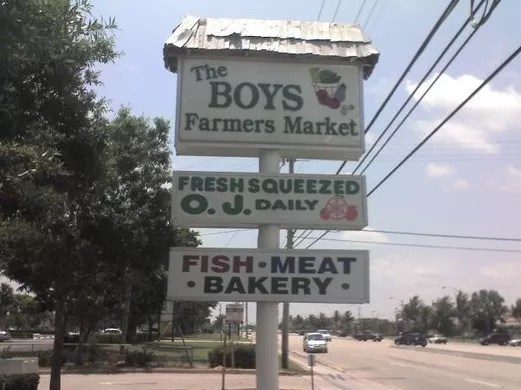 The
BOYS
Farmers Market
FRESH SQUEEZED
O. J. DAILY
FISH • MEAT
• BAKERY •